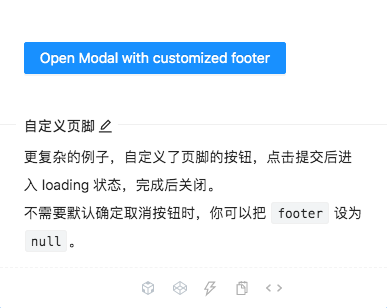 Open Modal with customized footer
自定义页脚
更复杂的例子，自定义了页脚的按钮，点击提交后进
入 loading 状态，完成后关闭。
不需要默认确定取消按钮时，你可以把 footer 设为
null 。